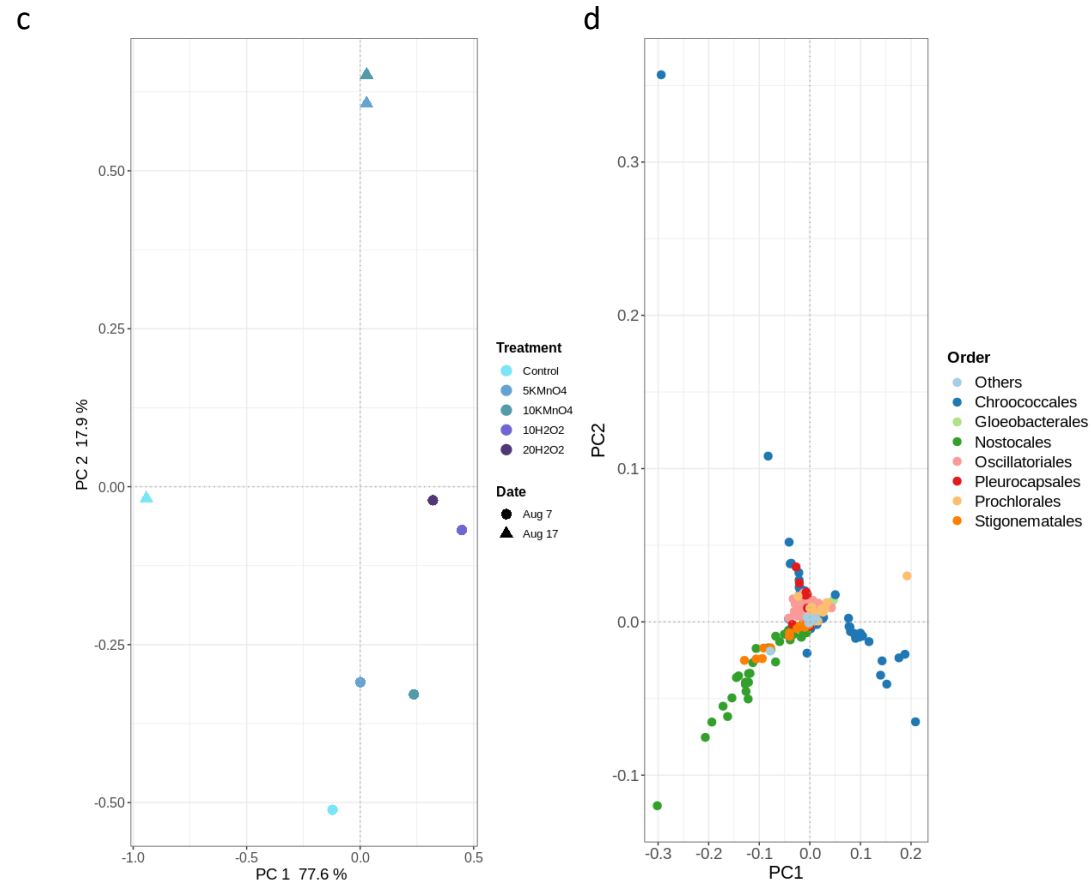 c
0.50
0.25
0.00
-0.25
-0.50
PC 2 17.9 %
-1.0
-0.5
0.0
0.5
PC 1 77.6 %
Treatment
Control
5KMnO4
10KMnO4
10H2O2
20H2O2
Date
Aug 7
Aug 17
d
0.3
0.2
0.1
0.0
-0.1
PC2
-0.3
-0.2
-0.1
0.0
0.1
0.2
PC1
Order
Others
Chroococcales
Gloeobacterales
Nostocales
Oscillatoriales
Pleurocapsales
Prochlorales
Stigonematales